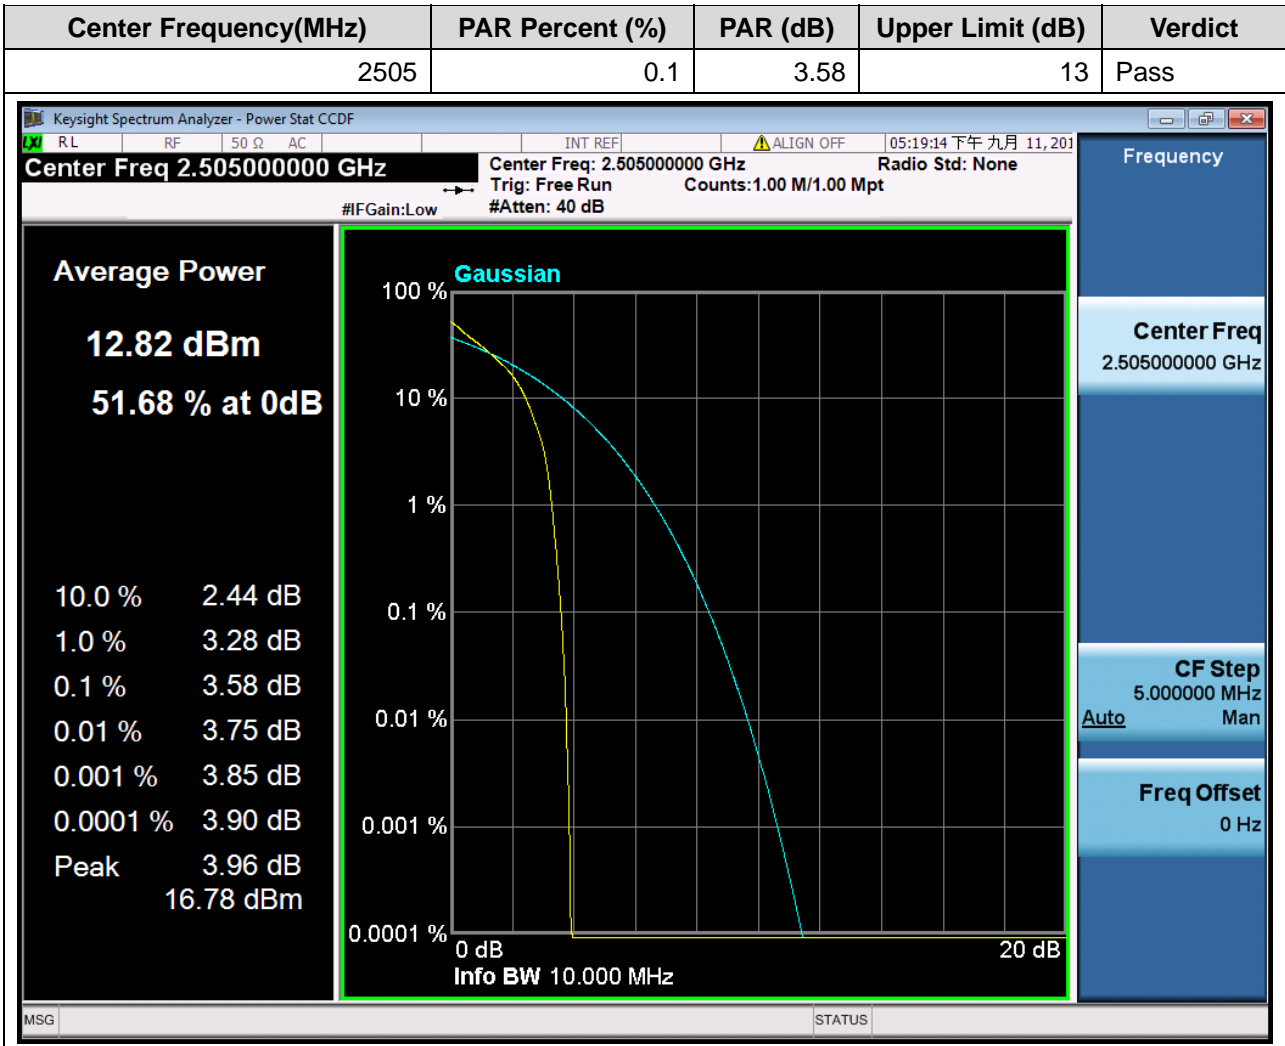 Center Frequency(MHz) PAR Percent (%) PAR (dB) Upper Limit (dB) Verdict
2505 0.1 3.58 13 Pass
Keysight Spectrum Analyzer - Power Stat CCDF
LXI RL RF 50 Ω AC INT REF ALIGN OFF 05:19:14 下午 九月 11, 201
Center Freq 2.505000000 GHz
Center Freq: 2.505000000 GHz Radio Std: None
Trig: Free Run Counts:1.00 M/1.00 Mpt
#IFGain:Low #Atten: 40 dB
Frequency
Average Power
12.82 dBm
51.68 % at 0dB
10.0 % 2.44 dB
1.0 % 3.28 dB
0.1 % 3.58 dB
0.01 % 3.75 dB
0.001 % 3.85 dB
0.0001 % 3.90 dB
Peak 3.96 dB
16.78 dBm
Gaussian
100 %
10 %
1 %
0.1 %
0.01 %
0.001 %
0.0001 %
0 dB 20 dB
Info BW 10.000 MHz
Center Freq
2.505000000 GHz
CF Step
5.000000 MHz
Auto Man
Freq Offset
0 Hz
MSG STATUS